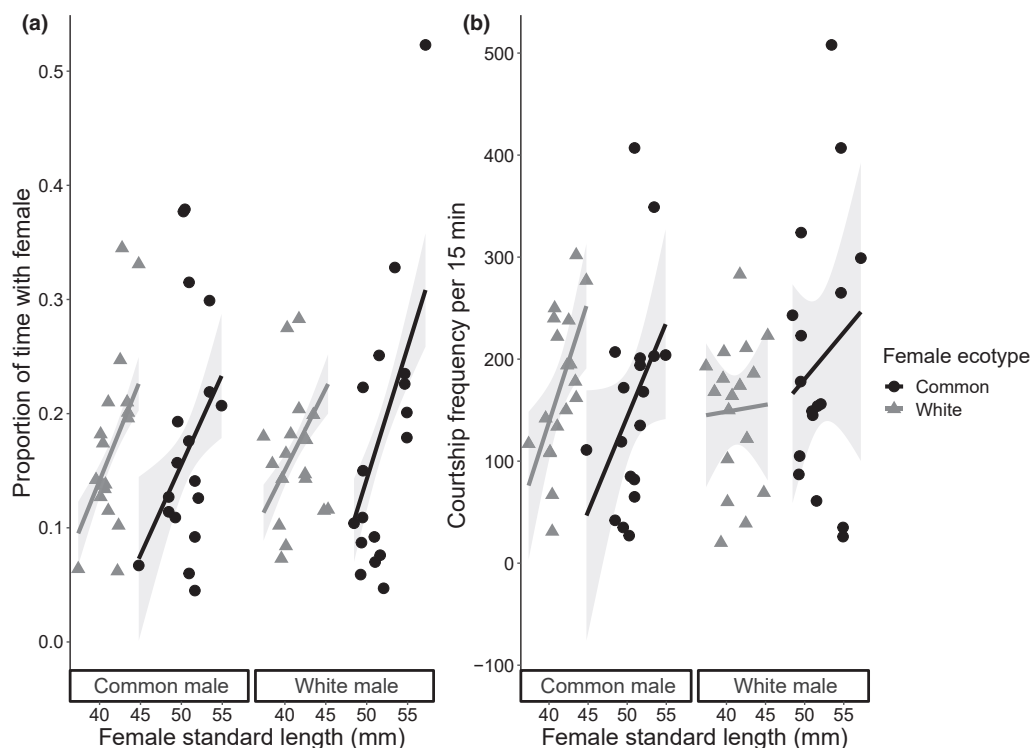 (a)
Proportion of time with female
0.5
0.4
0.3
0.2
0.1
0.0
Common male
White male
40 45 50 55
40 45 50 55
Female standard length (mm)
(b)
Courtship frequency per 15 min
500
400
300
200
100
0
−100
Common male
White male
40 45 50 55
40 45 50 55
Female standard length (mm)
Female ecotype
Common
White